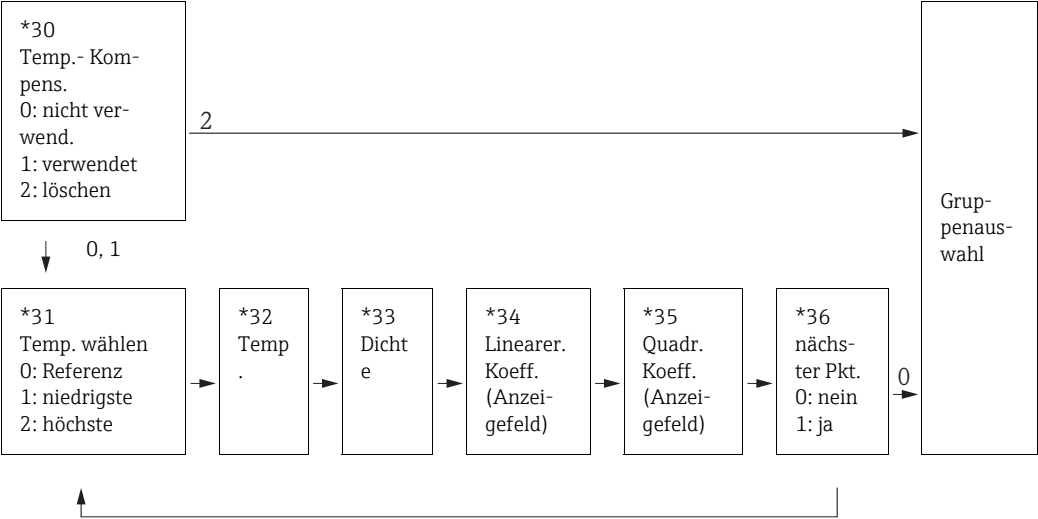 *30
Temp.- Kom-
pens.
0: nicht ver-
wend.
1: verwendet
2: löschen
2
Grup-
penaus-
wahl
0, 1
*31
Temp. wählen
0: Referenz
1: niedrigste
2: höchste
*32
Temp
.
*33
Dicht
e
*34
Linearer.
Koeff.
(Anzei-
gefeld)
*35
Quadr.
Koeff.
(Anzei-
gefeld)
*36
nächs-
ter Pkt.
0: nein
1: ja
0